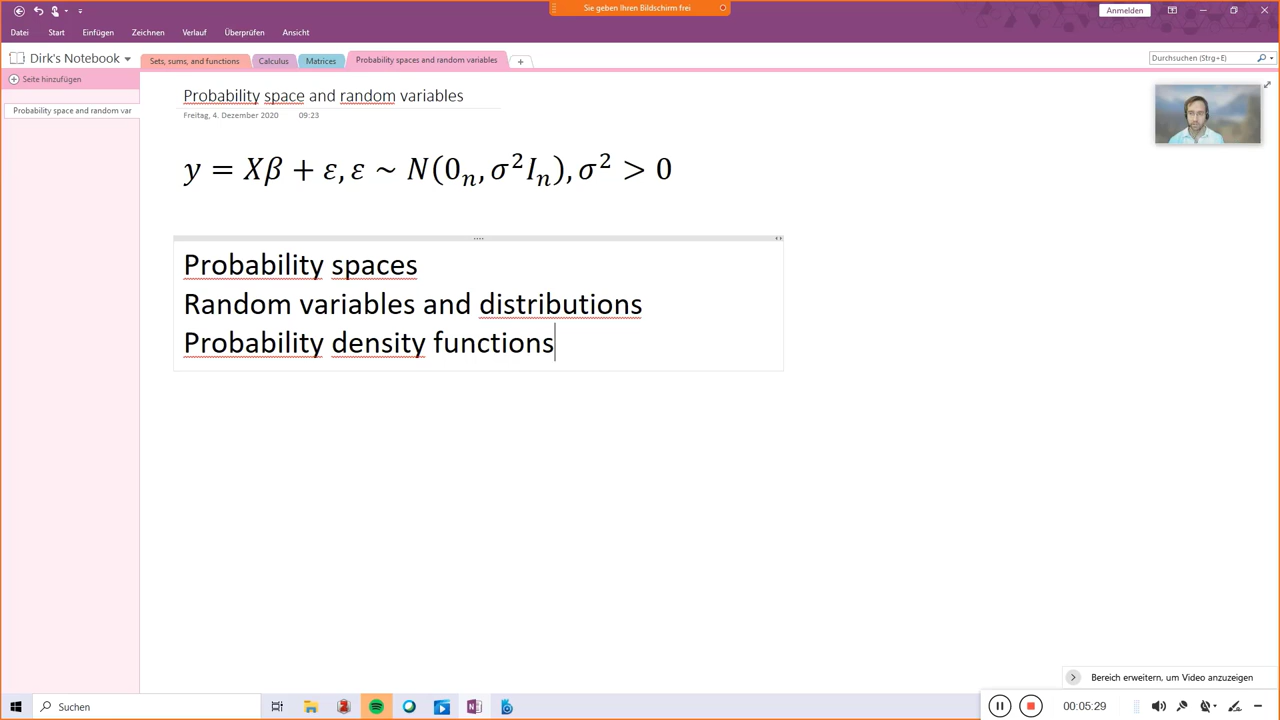 Sie geben Ihren Bildschirm frei
Anmelden
Datei Start Einfügen Zeichnen Verlauf Überprüfen Ansicht
Dirk's Notebook Sets, sums, and functions Calculus Matrices Probability spaces and random variables + Durchsuchen (Strg+E)
Seite hinzufügen
Probability space and random var
Probability space and random variables
Freitag, 4. Dezember 2020 09:23
y = Xβ + ε, ε ~ N(0ₙ, σ²Iₙ), σ² > 0
Probability spaces
Random variables and distributions
Probability density functions
Bereich erweitern, um Video anzuzeigen
Suchen
00:05:29